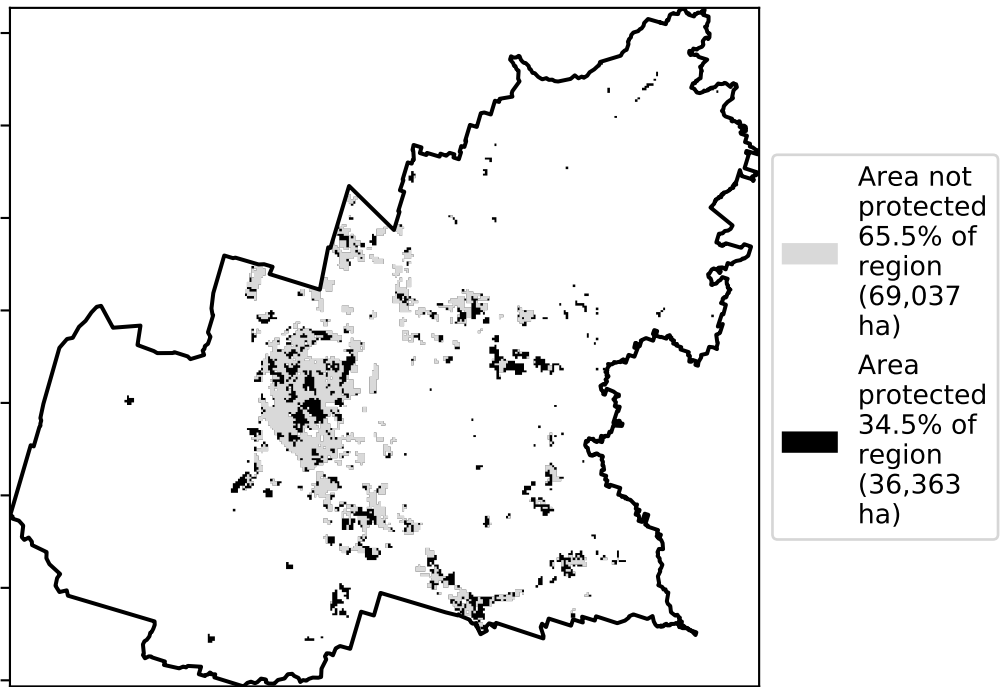 Area not
protected
65.5% of
region
(69,037
ha)
Area
protected
34.5% of
region
(36,363
ha)